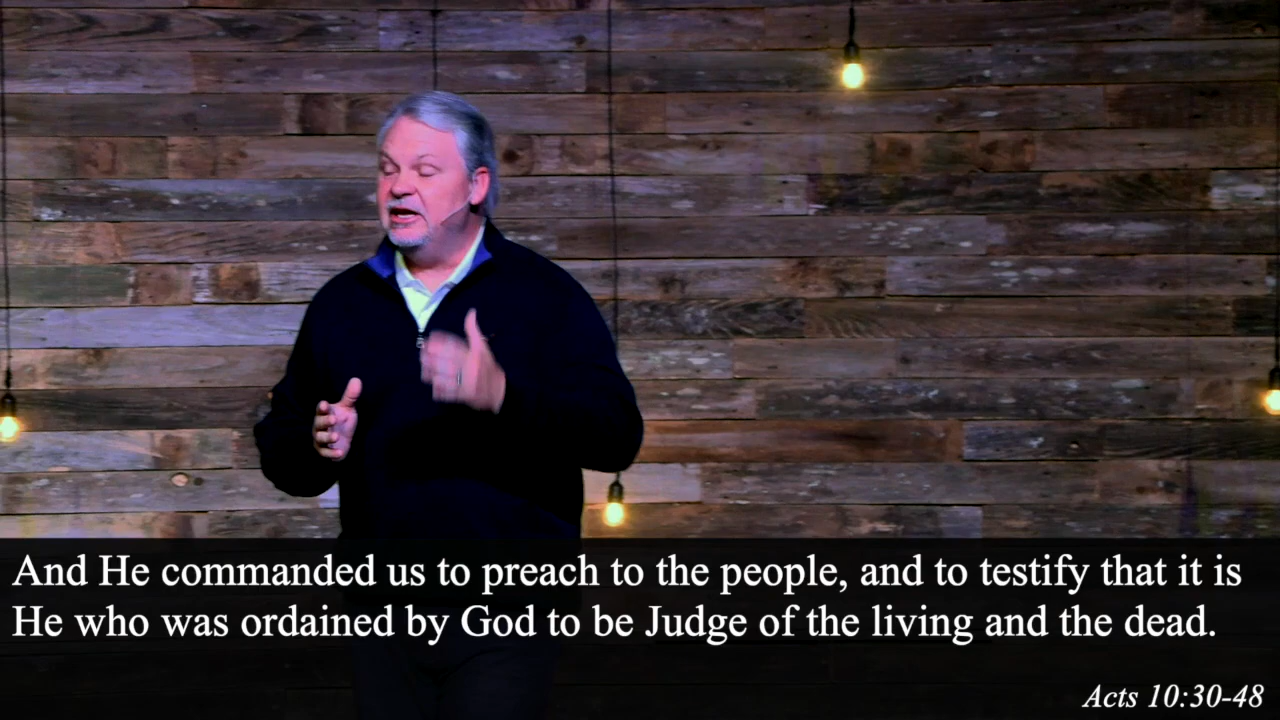 And He commanded us to preach to the people, and to testify that it is
He who was ordained by God to be Judge of the living and the dead.
Acts 10:30-48